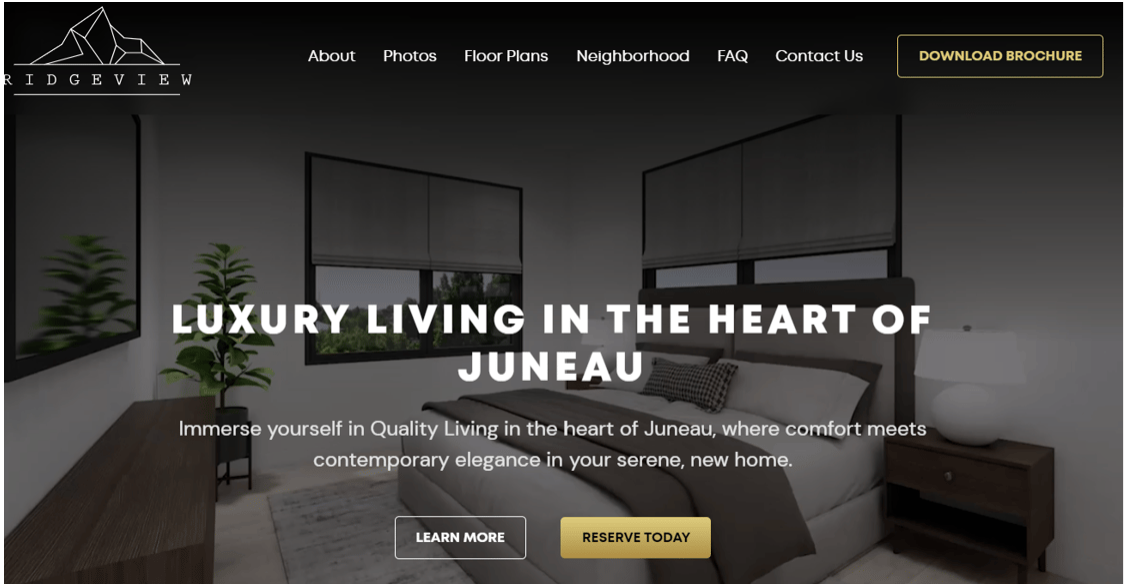 RIDGEVIEW
About
Photos
Floor Plans
Neighborhood
FAQ
Contact Us
DOWNLOAD BROCHURE
LUXURY LIVING IN THE HEART OF
JUNEAU
Immerse yourself in Quality Living in the heart of Juneau, where comfort meets
contemporary elegance in your serene, new home.
LEARN MORE
RESERVE TODAY